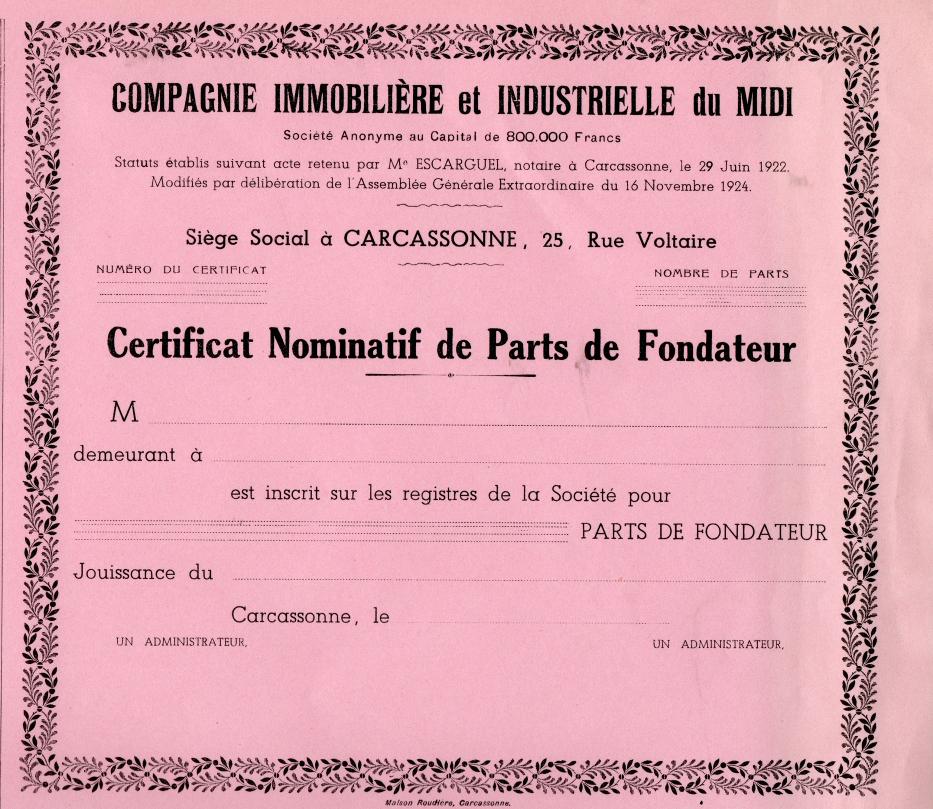 COMPAGNIE IMMOBILIÈRE et INDUSTRIELLE du MIDI
Société Anonyme au Capital de 800.000 Francs
Statuts établis suivant acte retenu par Mᵉ ESCARGUEL, notaire à Carcassonne, le 29 Juin 1922.
Modifiés par délibération de l'Assemblée Générale Extraordinaire du 16 Novembre 1924.
Siège Social à CARCASSONNE, 25, Rue Voltaire
NUMÉRO DU CERTIFICAT
NOMBRE DE PARTS
Certificat Nominatif de Parts de Fondateur
M
demeurant à
est inscrit sur les registres de la Société pour
PARTS DE FONDATEUR
Jouissance du
Carcassonne, le
UN ADMINISTRATEUR,
UN ADMINISTRATEUR,
Maison Roudière, Carcassonne.